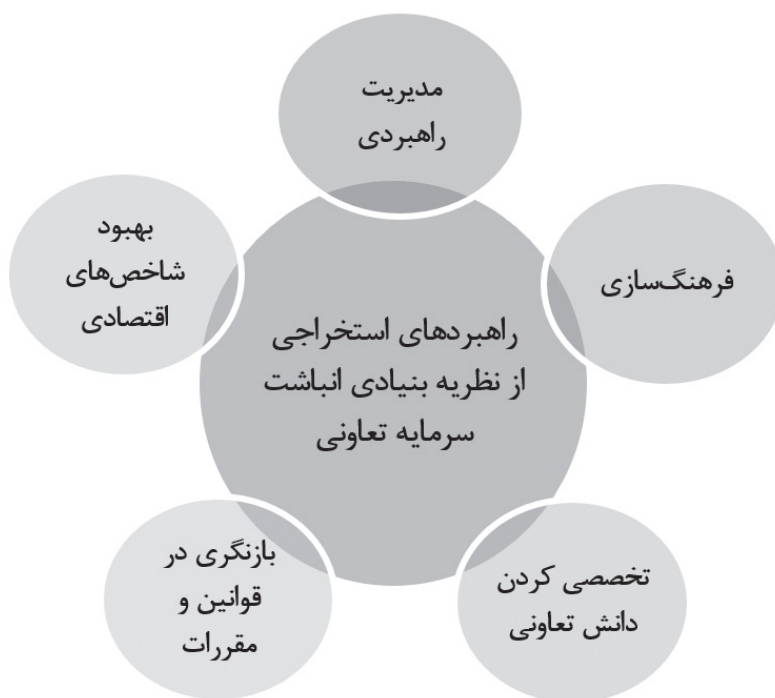 مدیریت
راهبردی
بهبود
شاخص‌های
اقتصادی
فرهنگ‌سازی
راهبردهای استخراجی
از نظریه بنیادی انباشت
سرمایه تعاونی
بازنگری در
قوانین و
مقررات
تخصصی کردن
دانش تعاونی